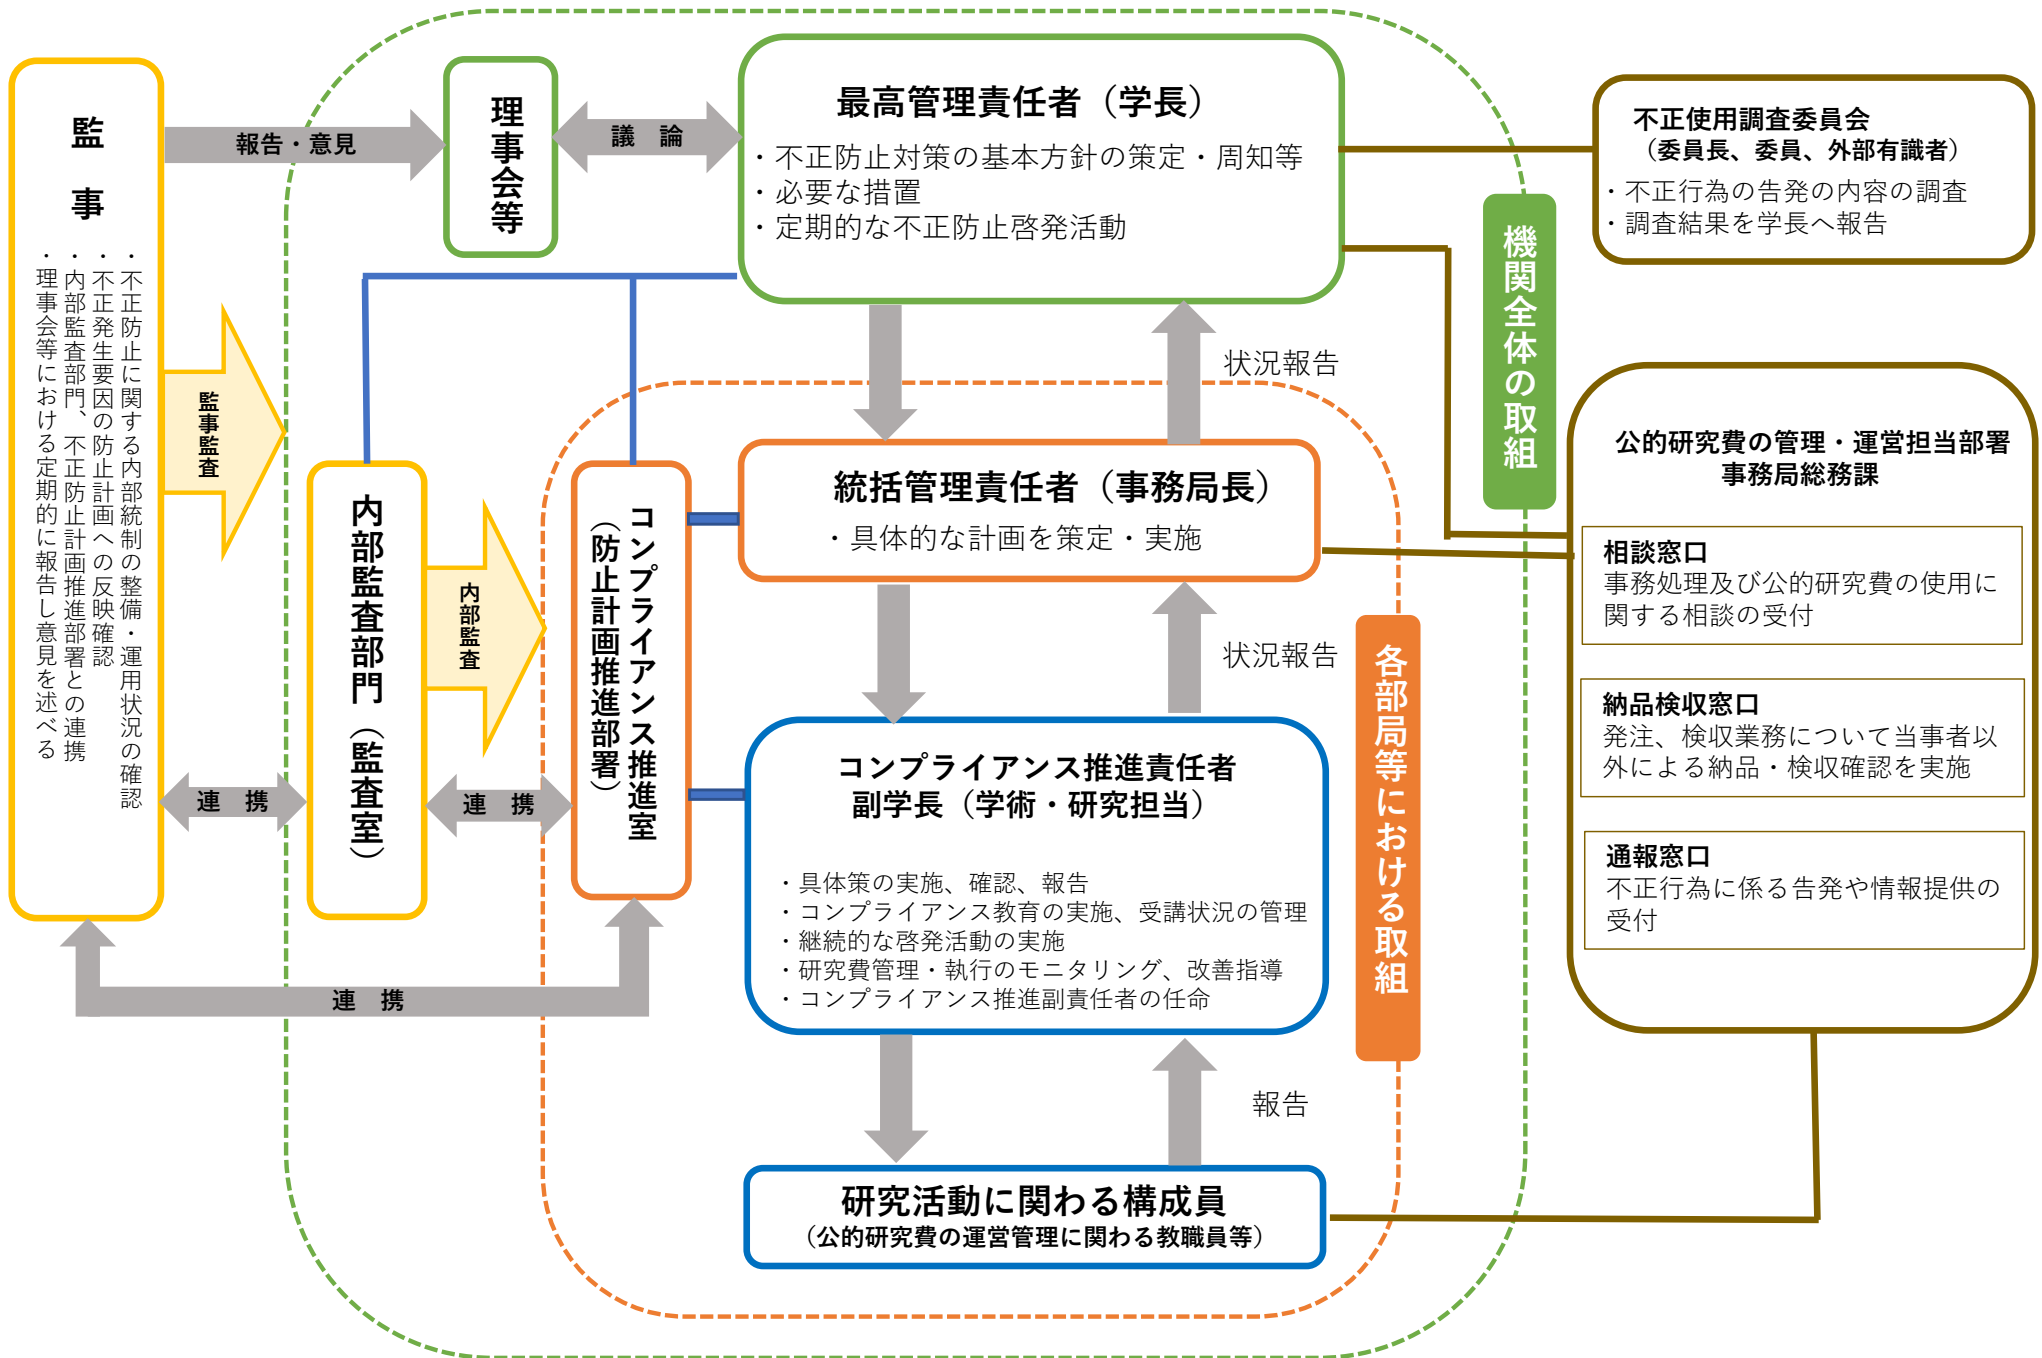 監　事
・不正防止に関する内部統制の整備・運用状況の確認
・不正発生要因の防止計画への反映確認
・内部監査部門、不正防止計画推進部署との連携
・理事会等における定期的に報告し意見を述べる
報告・意見
理事会等
議　論
最高管理責任者（学長）
・不正防止対策の基本方針の策定・周知等
・必要な措置
・定期的な不正防止啓発活動
不正使用調査委員会
（委員長、委員、外部有識者）
・不正行為の告発の内容の調査
・調査結果を学長へ報告
機関全体の取組
監事監査
状況報告
内部監査部門（監査室）
内部監査
コンプライアンス推進室
（防止計画推進部署）
統括管理責任者（事務局長）
・具体的な計画を策定・実施
状況報告
各部局等における取組
公的研究費の管理・運営担当部署
事務局総務課
相談窓口
事務処理及び公的研究費の使用に
関する相談の受付
納品検収窓口
発注、検収業務について当事者以
外による納品・検収確認を実施
通報窓口
不正行為に係る告発や情報提供の
受付
連　携
連　携
連　携
コンプライアンス推進責任者
副学長（学術・研究担当）
・具体策の実施、確認、報告
・コンプライアンス教育の実施、受講状況の管理
・継続的な啓発活動の実施
・研究費管理・執行のモニタリング、改善指導
・コンプライアンス推進副責任者の任命
報告
研究活動に関わる構成員
（公的研究費の運営管理に関わる教職員等）